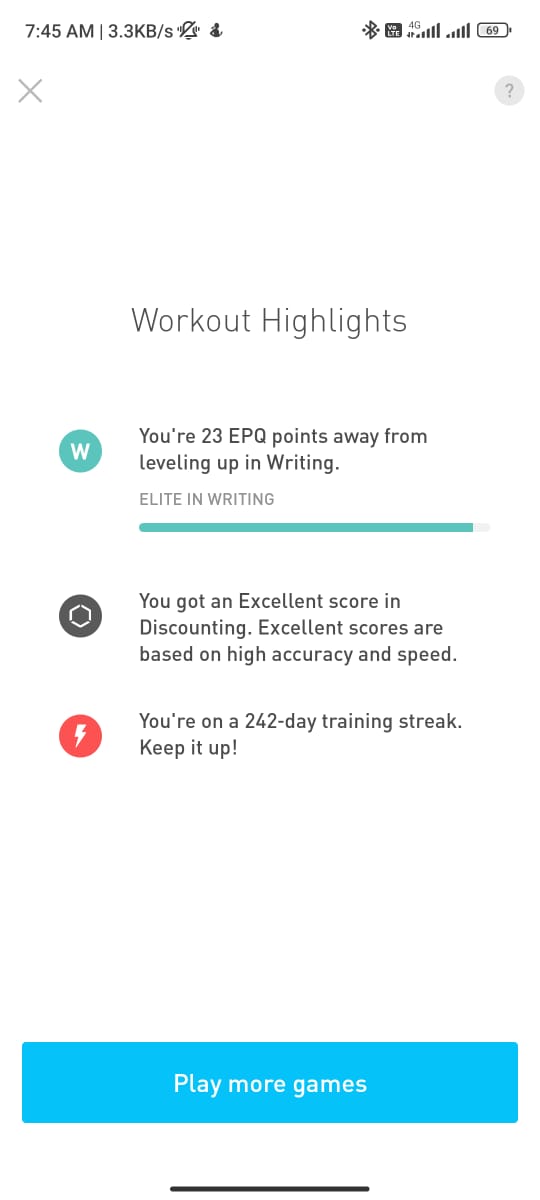 7:45 AM | 3.3KB/s
Vo
LTE
4G
69
?
Workout Highlights
W
You're 23 EPQ points away from
leveling up in Writing.
ELITE IN WRITING
You got an Excellent score in
Discounting. Excellent scores are
based on high accuracy and speed.
You're on a 242-day training streak.
Keep it up!
Play more games